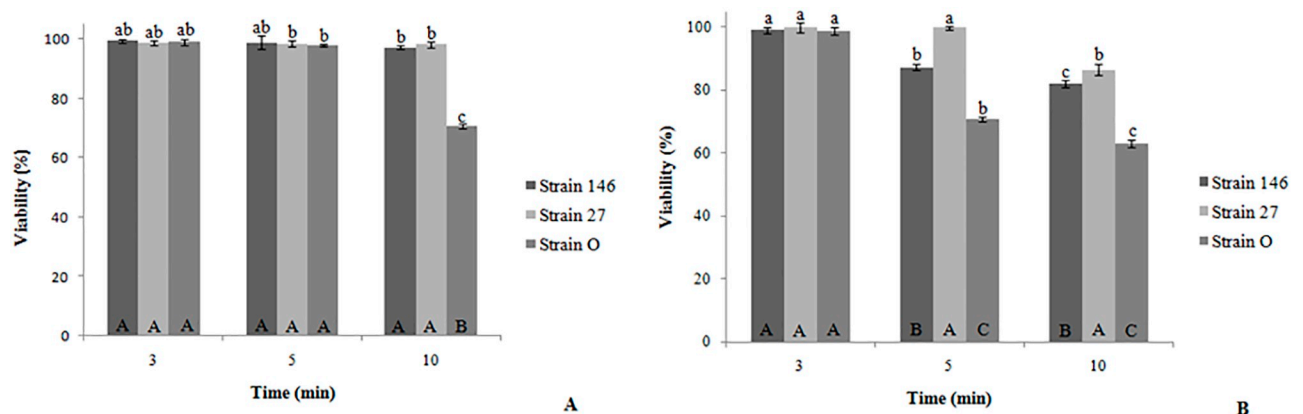 ab ab ab
ab b b
b b
c
100
80
60
40
20
0
Viability (%)
A A A
A A A
A A B
3 5 10
Time (min)
Strain 146
Strain 27
Strain O
A
a a a
b a b
c b c
100
80
60
40
20
0
Viability (%)
A A A
B A C
B A C
3 5 10
Time (min)
Strain 146
Strain 27
Strain O
B